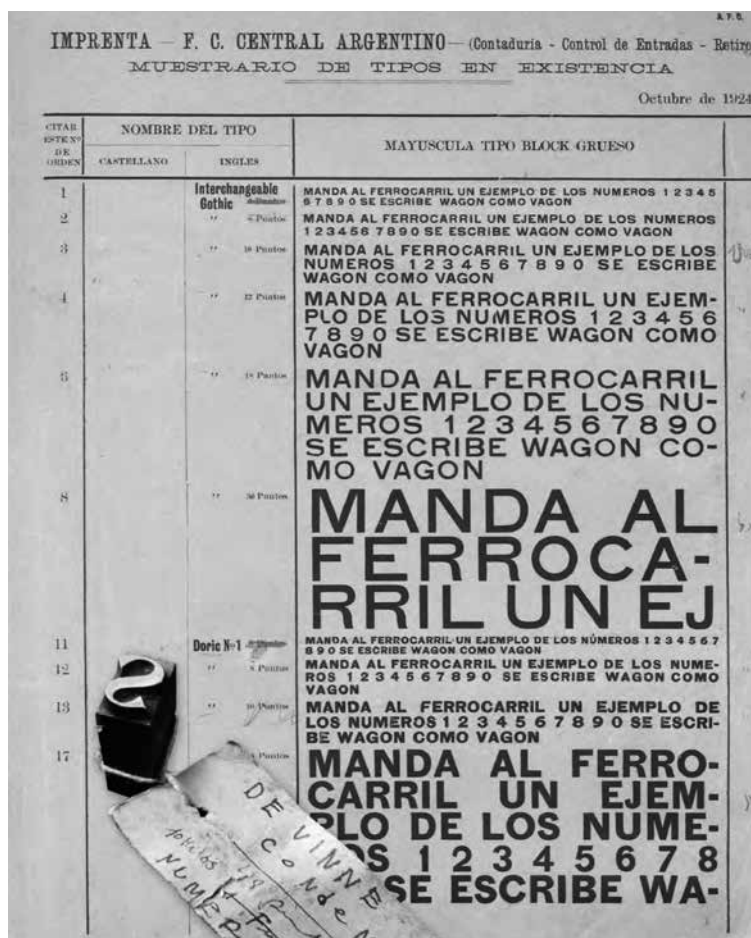 A. P. C.
IMPRENTA — F. C. CENTRAL ARGENTINO — (Contaduría - Control de Entradas - Retiro
MUESTRARIO DE TIPOS EN EXISTENCIA
Octubre de 1924
CITAR ESTE Nº DE ORDEN
NOMBRE DEL TIPO
CASTELLANO INGLES
MAYUSCULA TIPO BLOCK GRUESO
1 Interchangeable Gothic
MANDA AL FERROCARRIL UN EJEMPLO DE LOS NUMEROS 1 2 3 4 5
6 7 8 9 0 SE ESCRIBE WAGON COMO VAGON
2 " Puntos
MANDA AL FERROCARRIL UN EJEMPLO DE LOS NUMEROS
1 2 3 4 5 6 7 8 9 0 SE ESCRIBE WAGON COMO VAGON
3 " 10 Puntos
MANDA AL FERROCARRIL UN EJEMPLO DE LOS
NUMEROS 1 2 3 4 5 6 7 8 9 0 SE ESCRIBE
WAGON COMO VAGON
4 " 12 Puntos
MANDA AL FERROCARRIL UN EJEM-
PLO DE LOS NUMEROS 1 2 3 4 5 6
7 8 9 0 SE ESCRIBE WAGON COMO
VAGON
" 18 Puntos
MANDA AL FERROCARRIL
UN EJEMPLO DE LOS NU-
MEROS 1 2 3 4 5 6 7 8 9 0
SE ESCRIBE WAGON CO-
MO VAGON
8 " Puntos
MANDA AL
FERROCA-
RRIL UN EJ
11 Doric Nº 1
MANDA AL FERROCARRIL UN EJEMPLO DE LOS NÚMEROS 1 2 3 4 5 6 7
8 9 0 SE ESCRIBE WAGON COMO VAGON
12 " 8 Puntos
MANDA AL FERROCARRIL UN EJEMPLO DE LOS NUME-
ROS 1 2 3 4 5 6 7 8 9 0 SE ESCRIBE WAGON COMO
VAGON
13 " 10 Puntos
MANDA AL FERROCARRIL UN EJEMPLO DE
LOS NUMEROS 1 2 3 4 5 6 7 8 9 0 SE ESCRI-
BE WAGON COMO VAGON
17 Puntos
MANDA AL FERRO-
CARRIL UN EJEM-
PLO DE LOS NUME-
OS 1 2 3 4 5 6 7 8
SE ESCRIBE WA-
S
DE VINNE
CONDE
NUMER